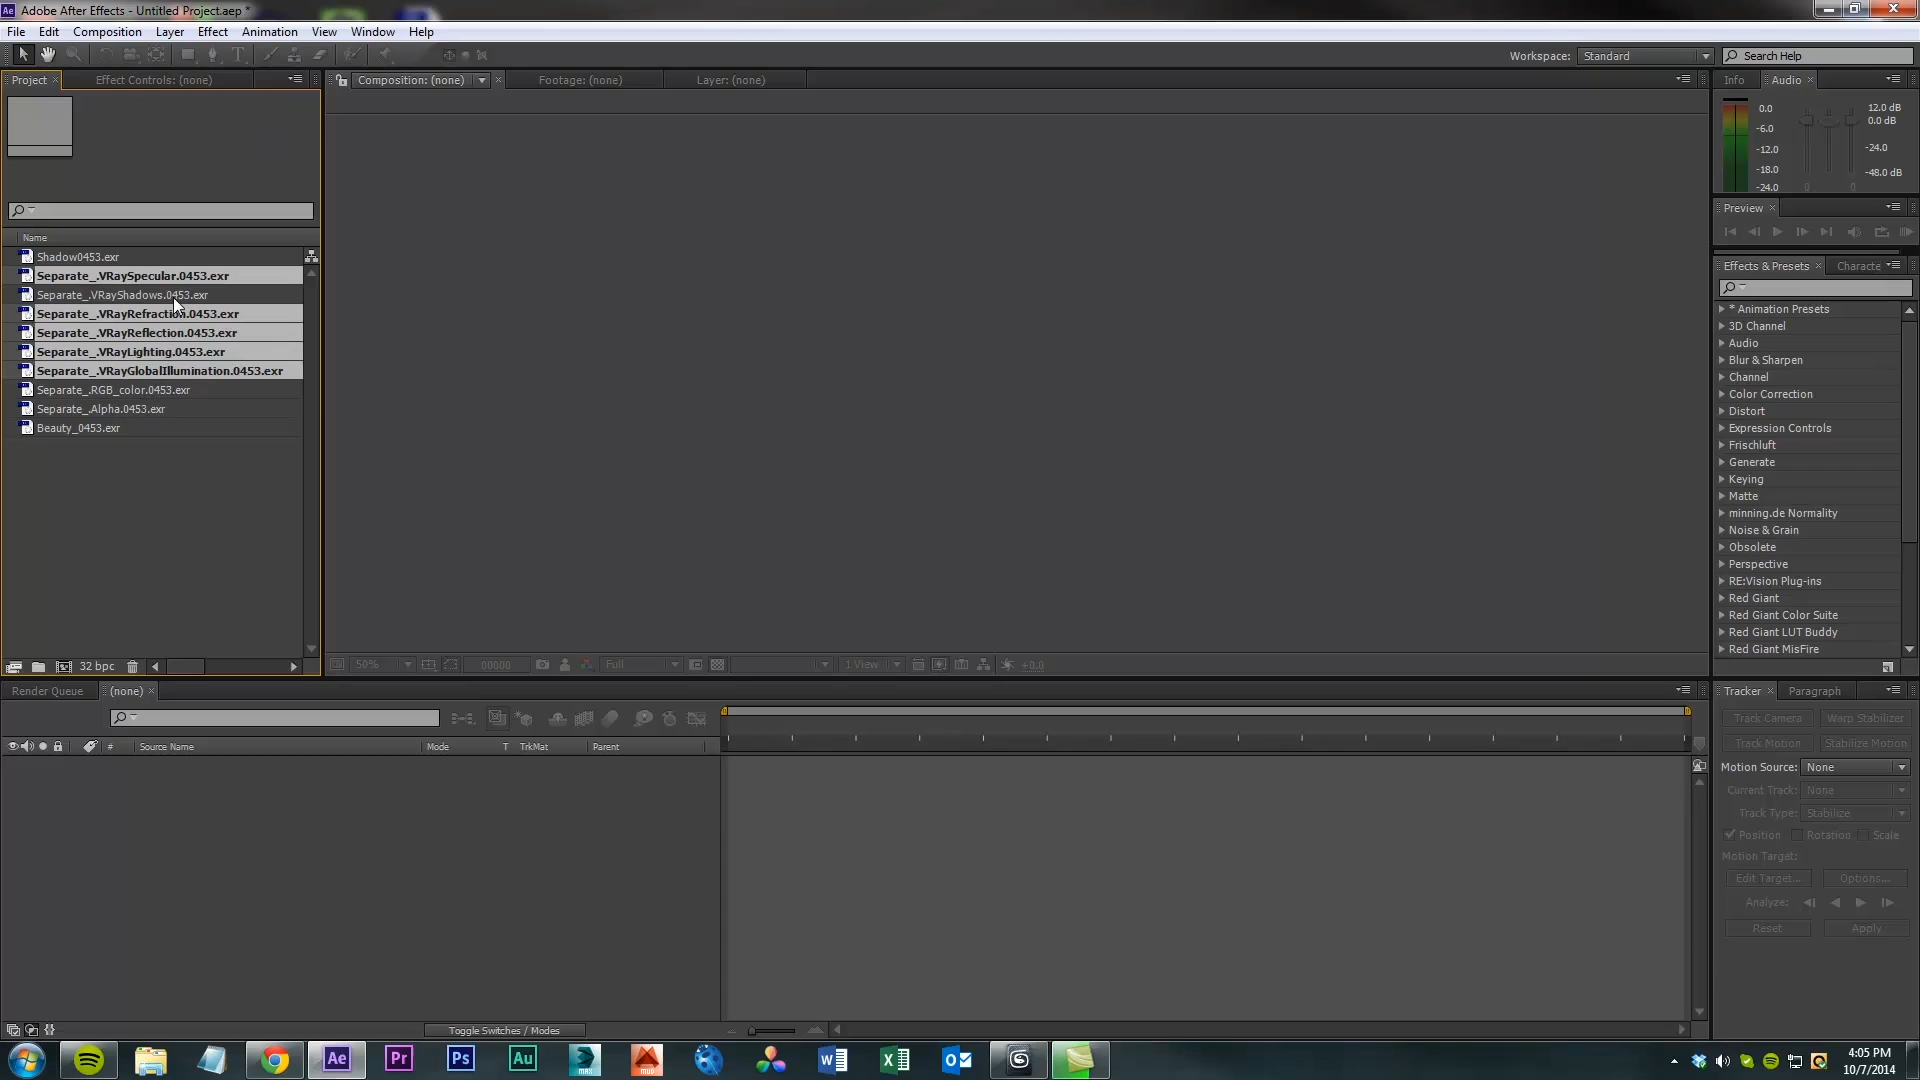 Adobe After Effects - Untitled Project.aep *
File Edit Composition Layer Effect Animation View Window Help
Workspace: Standard Search Help
Project Effect Controls: (none) Composition: (none) Footage: (none) Layer: (none) Info Audio
0.0 12.0 dB
-6.0 0.0 dB
-12.0 -24.0
-18.0 -48.0 dB
-24.0 0 0
Preview
Name
Shadow0453.exr
Separate_.VRaySpecular.0453.exr
Separate_.VRayShadows.0453.exr
Separate_.VRayRefraction.0453.exr
Separate_.VRayReflection.0453.exr
Separate_.VRayLighting.0453.exr
Separate_.VRayGlobalIllumination.0453.exr
Separate_.RGB_color.0453.exr
Separate_.Alpha.0453.exr
Beauty_0453.exr
Effects & Presets Characte
* Animation Presets
3D Channel
Audio
Blur & Sharpen
Channel
Color Correction
Distort
Expression Controls
Frischluft
Generate
Keying
Matte
minning.de Normality
Noise & Grain
Obsolete
Perspective
RE:Vision Plug-ins
Red Giant
Red Giant Color Suite
Red Giant LUT Buddy
Red Giant MisFire
32 bpc 50% 00000 Full 1 View +0.0
Render Queue (none)
# Source Name Mode T TrkMat Parent
Toggle Switches / Modes
Tracker Paragraph
Track Camera Warp Stabilizer
Track Motion Stabilize Motion
Motion Source: None
Current Track: None
Track Type: Stabilize
Position Rotation Scale
Motion Target:
Edit Target... Options...
Analyze:
Reset Apply
Ae Pr Ps Au MAX MUD
4:05 PM
10/7/2014